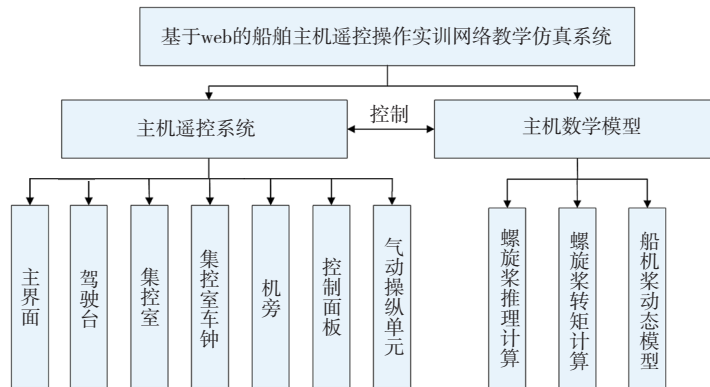 基于web的船舶主机遥控操作实训网络教学仿真系统
主机遥控系统
控制
主机数学模型
主界面
驾驶台
集控室
集控室车钟
机旁
控制面板
气动操纵单元
螺旋桨推理计算
螺旋桨转矩计算
船机桨动态模型